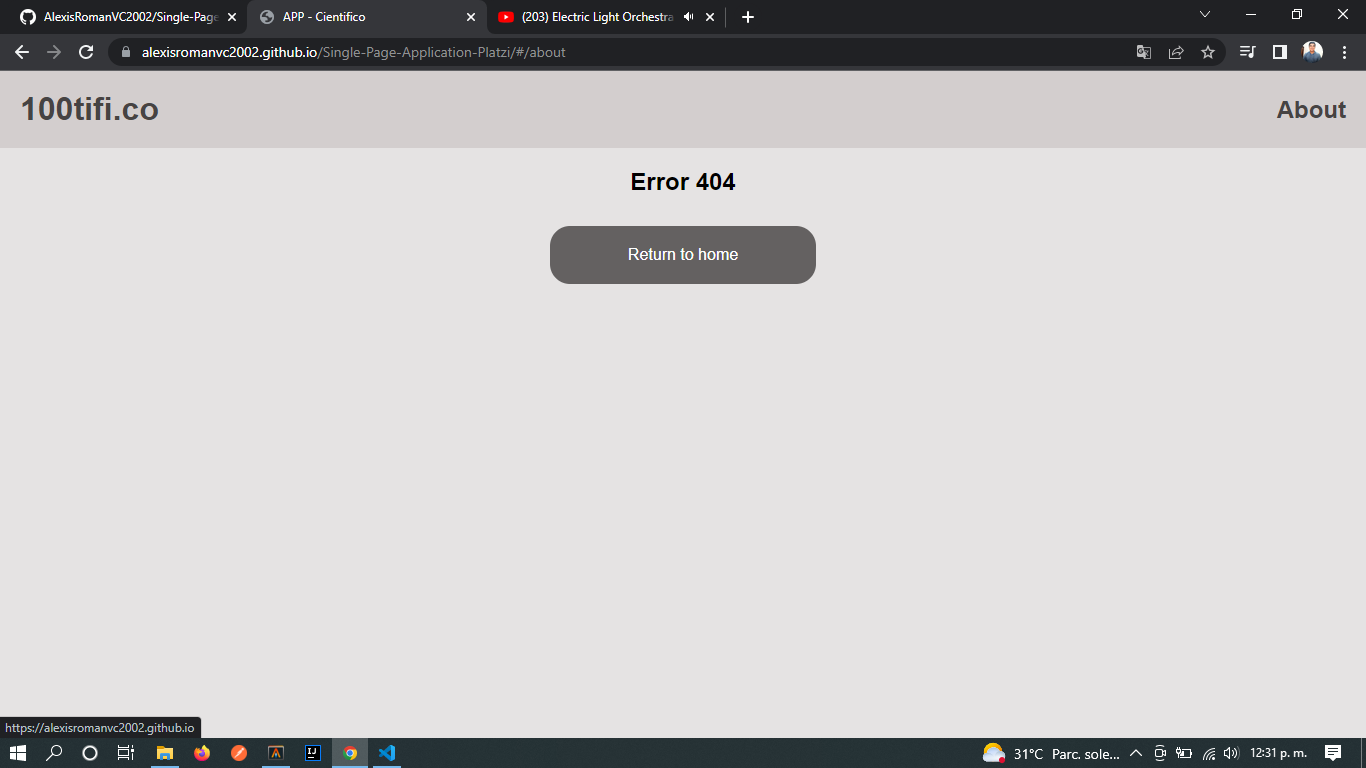 AlexisRomanVC2002/Single-Page
APP - Cientifico
(203) Electric Light Orchestra
alexisromanvc2002.github.io/Single-Page-Application-Platzi/#/about
100tifi.co
About
Error 404
Return to home
https://alexisromanvc2002.github.io
31°C Parc. sole...
12:31 p. m.